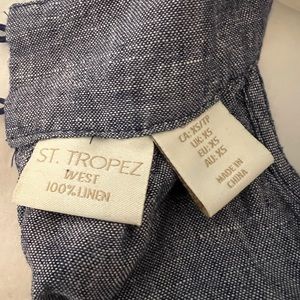 ST. TROPEZ
WEST
100% LINEN
CA:XS/TP
UK:XS
EU:XS
AU:XS
MADE IN
CHINA